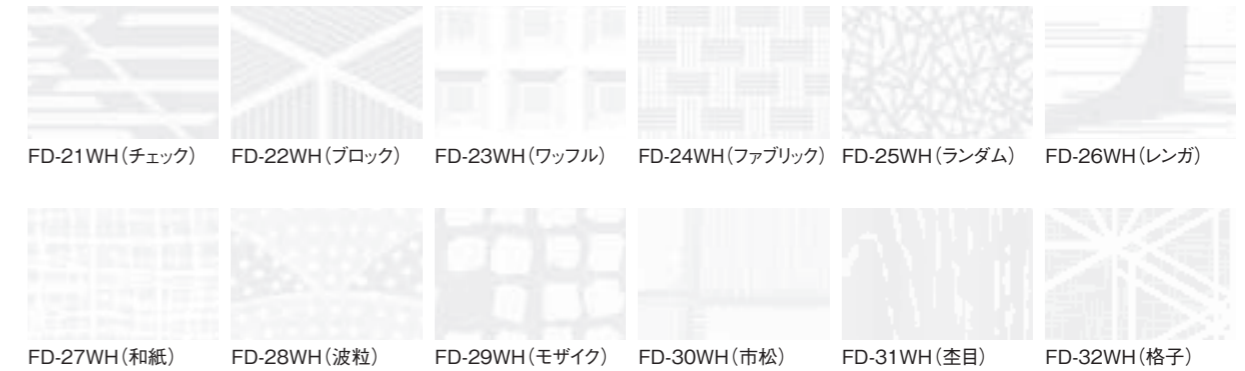 FD-21WH（チェック） FD-22WH（ブロック） FD-23WH（ワッフル） FD-24WH（ファブリック） FD-25WH（ランダム） FD-26WH（レンガ）
FD-27WH（和紙） FD-28WH（波粒） FD-29WH（モザイク） FD-30WH（市松） FD-31WH（杢目） FD-32WH（格子）